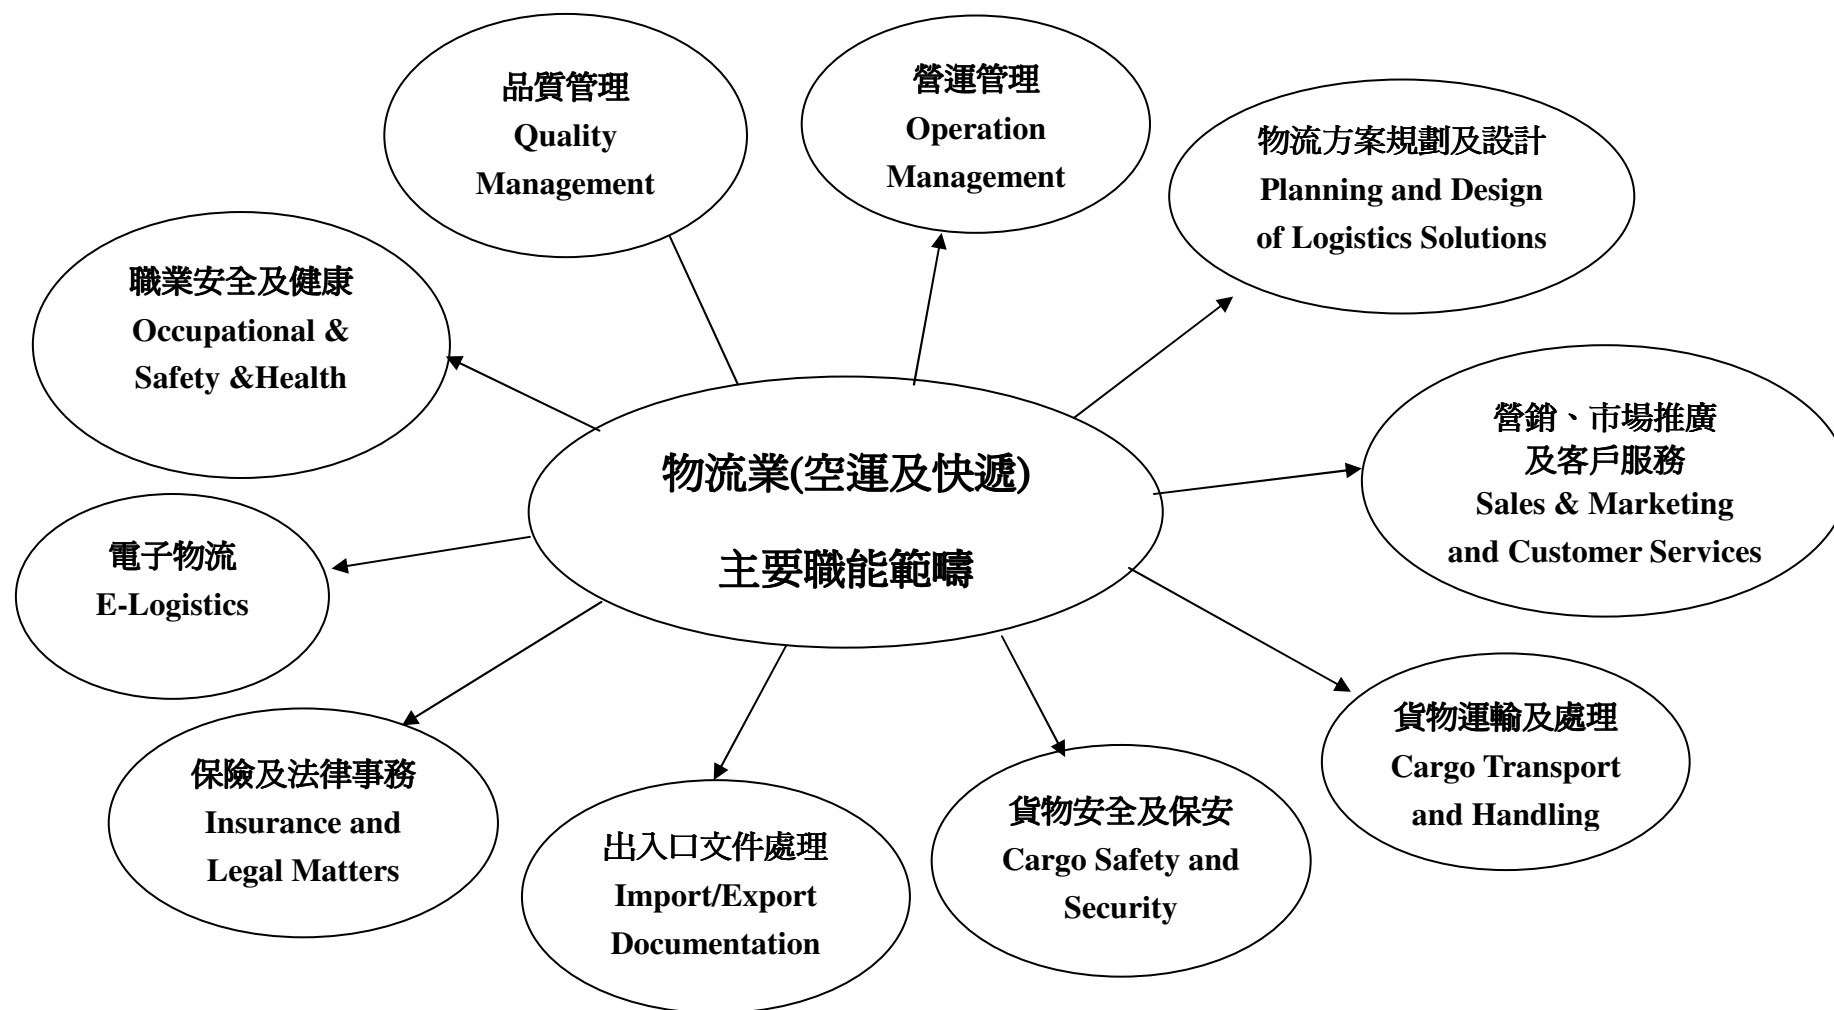 品質管理
Quality
Management
營運管理
Operation
Management
物流方案規劃及設計
Planning and Design
of Logistics Solutions
職業安全及健康
Occupational &
Safety &Health
營銷、市場推廣
及客戶服務
Sales & Marketing
and Customer Services
物流業(空運及快遞)
主要職能範疇
電子物流
E-Logistics
貨物運輸及處理
Cargo Transport
and Handling
保險及法律事務
Insurance and
Legal Matters
出入口文件處理
Import/Export
Documentation
貨物安全及保安
Cargo Safety and
Security